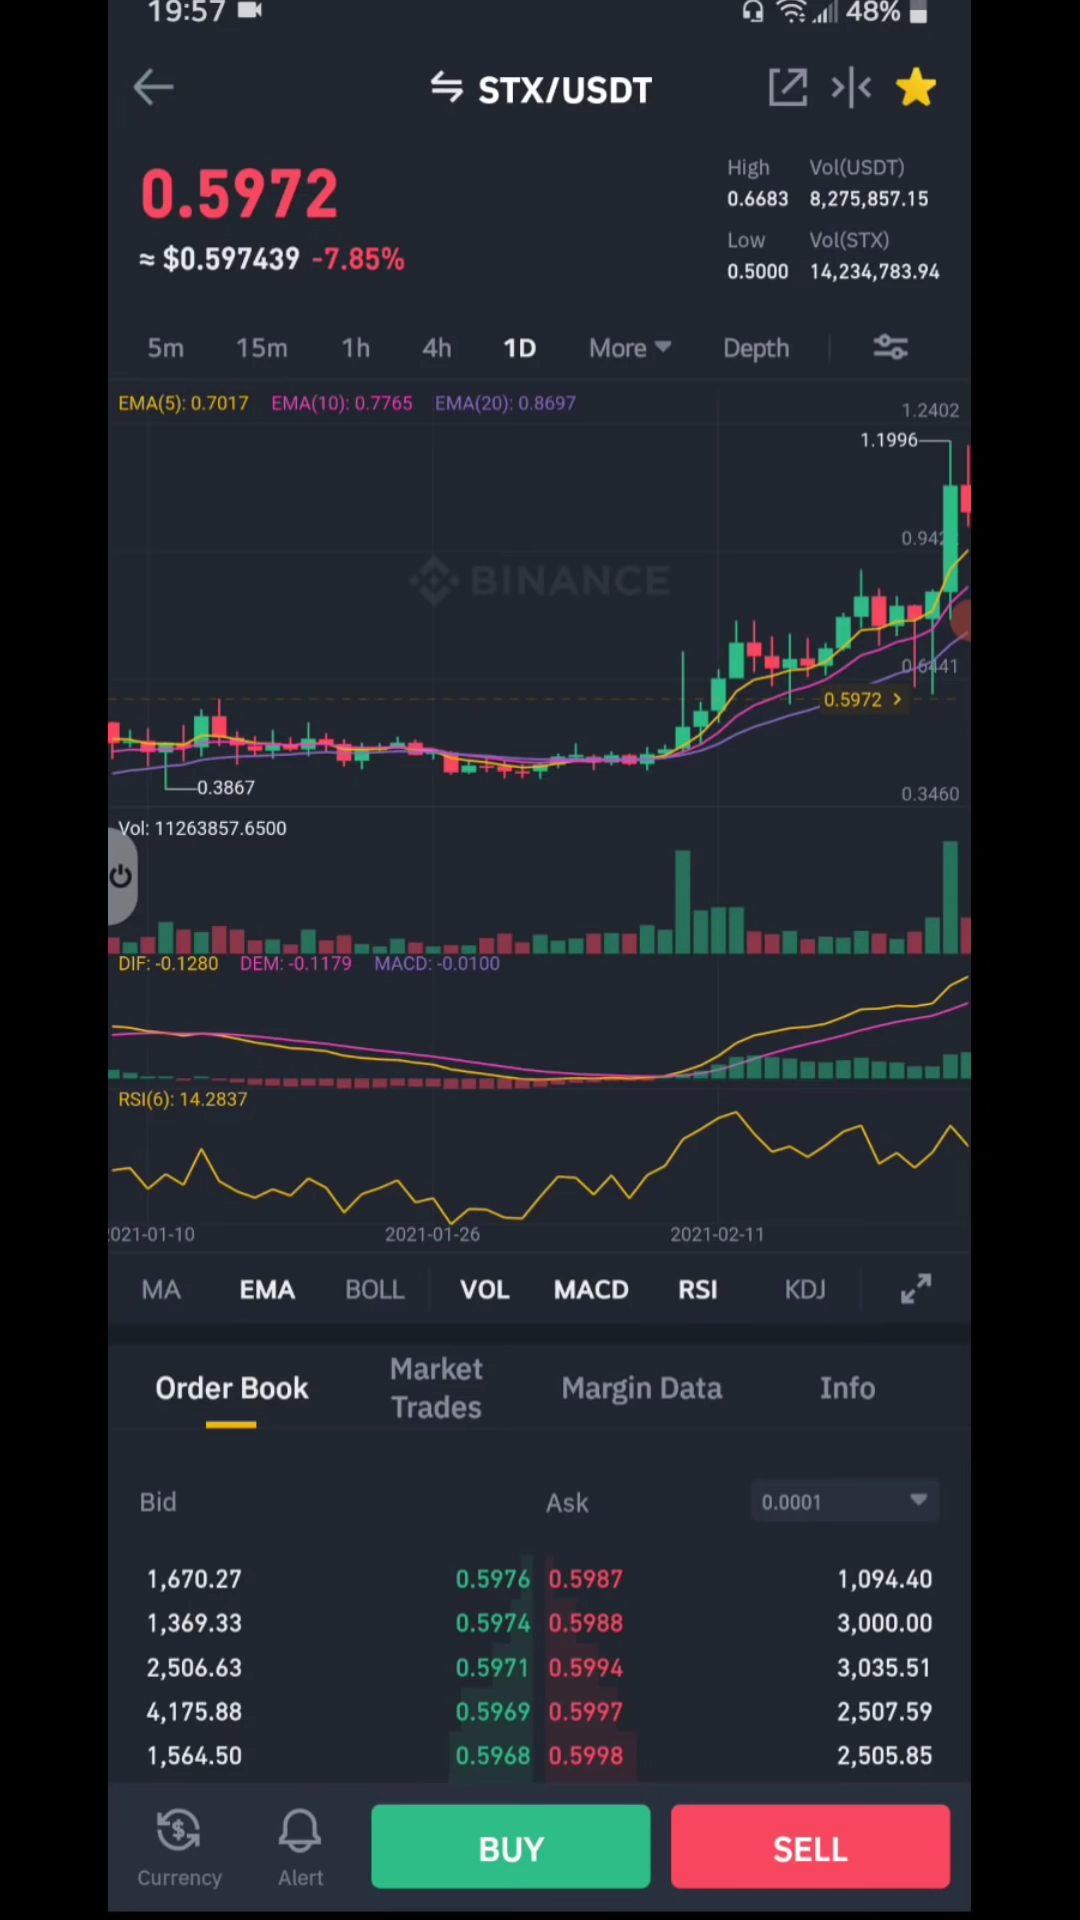 19:57 48%
STX/USDT
0.5972
≈ $0.597439 -7.85%
High Vol(USDT)
0.6683 8,275,857.15
Low Vol(STX)
0.5000 14,234,783.94
5m 15m 1h 4h 1D More Depth
EMA(5): 0.7017 EMA(10): 0.7765 EMA(20): 0.8697
1.2402
1.1996
BINANCE
0.6441
0.5972 >
0.3867
0.3460
Vol: 11263857.6500
DIF: -0.1280 DEM: -0.1179 MACD: -0.0100
RSI(6): 14.2837
021-01-10 2021-01-26 2021-02-11
MA EMA BOLL VOL MACD RSI KDJ
Order Book Market Trades Margin Data Info
Bid Ask 0.0001
1,670.27 0.5976 0.5987 1,094.40
1,369.33 0.5974 0.5988 3,000.00
2,506.63 0.5971 0.5994 3,035.51
4,175.88 0.5969 0.5997 2,507.59
1,564.50 0.5968 0.5998 2,505.85
Currency Alert BUY SELL